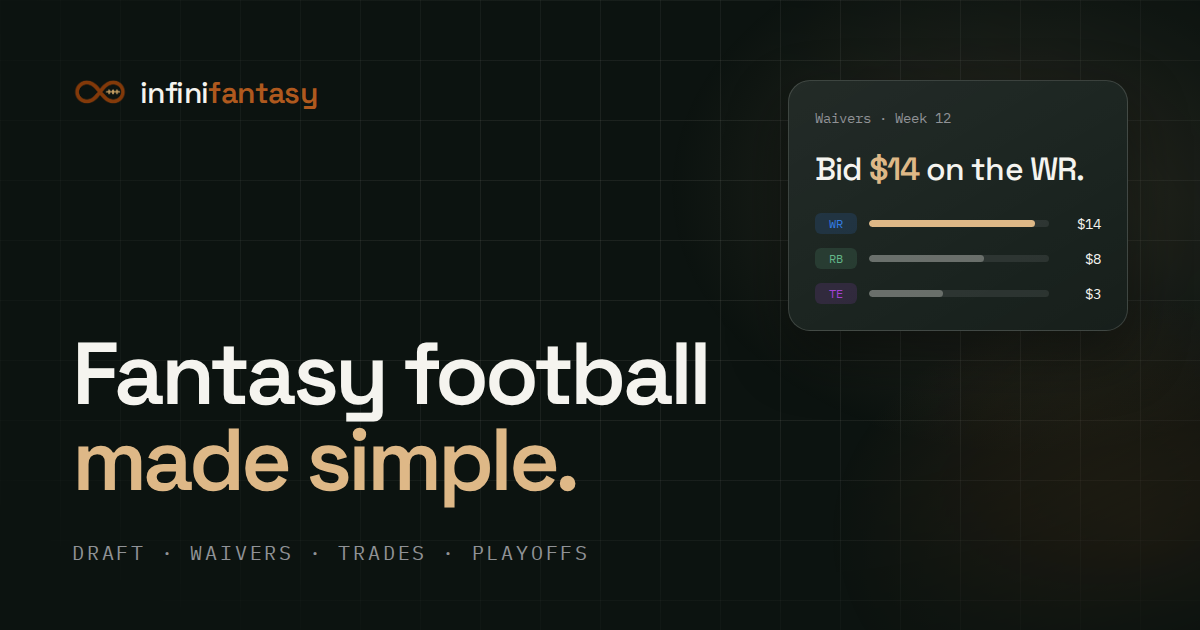 infinifantasy
Waivers · Week 12
Bid $14 on the WR.
WR $14
RB $8
TE $3
Fantasy football
made simple.
DRAFT · WAIVERS · TRADES · PLAYOFFS